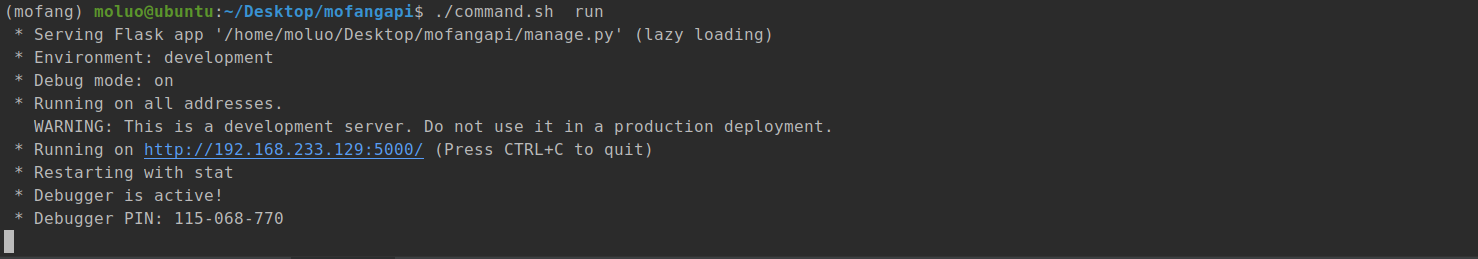 (mofang) moluo@ubuntu:~/Desktop/mofangapi$ ./command.sh  run
 * Serving Flask app '/home/moluo/Desktop/mofangapi/manage.py' (lazy loading)
 * Environment: development
 * Debug mode: on
 * Running on all addresses.
   WARNING: This is a development server. Do not use it in a production deployment.
 * Running on http://192.168.233.129:5000/ (Press CTRL+C to quit)
 * Restarting with stat
 * Debugger is active!
 * Debugger PIN: 115-068-770